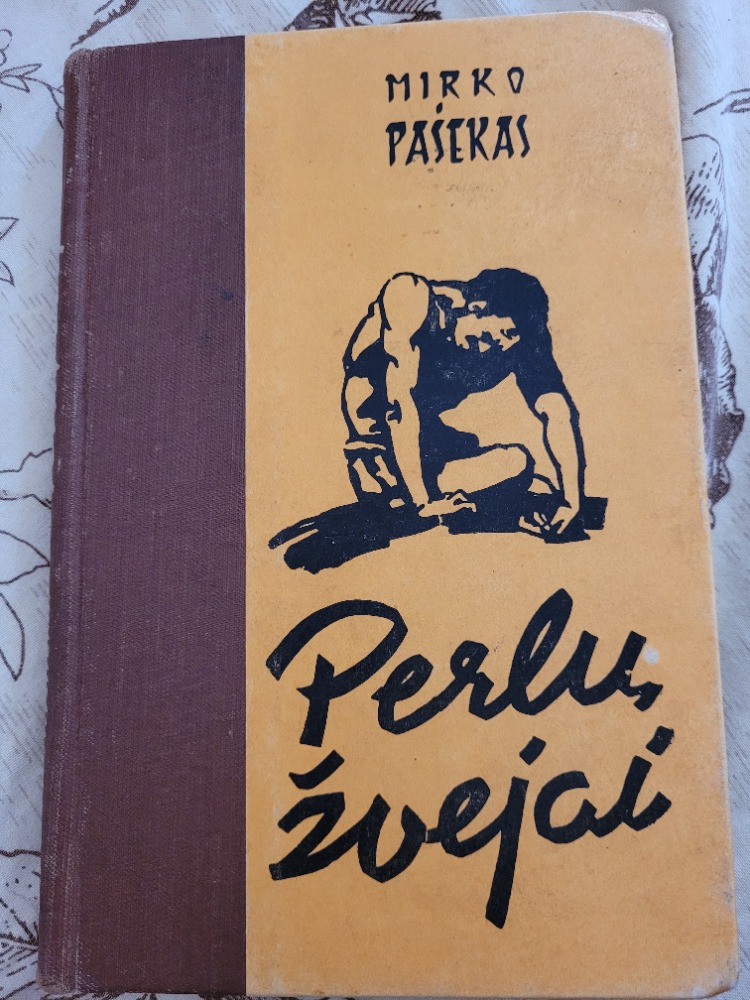 MIRKO
PAŠEKAS
Perlų
žvejai